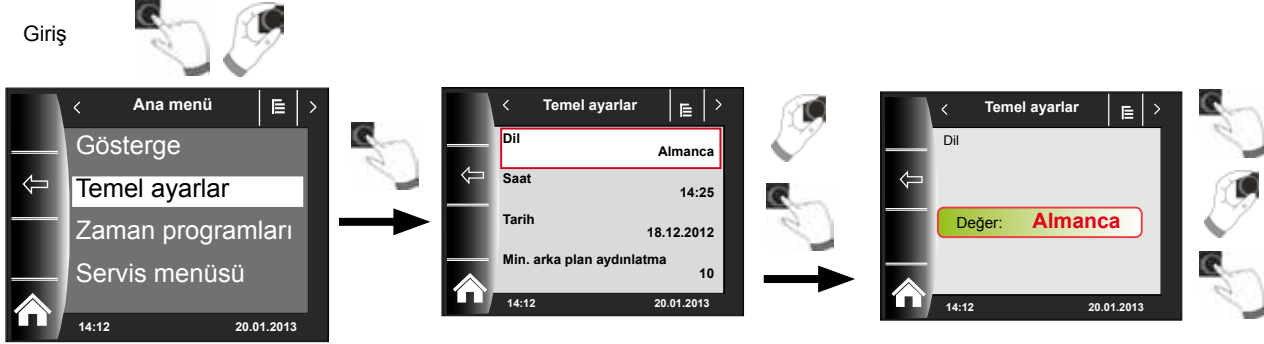 Giriş
Ana menü
Gösterge
Temel ayarlar
Zaman programları
Servis menüsü
14:12 20.01.2013
Temel ayarlar
Dil
Almanca
Saat
14:25
Tarih
18.12.2012
Min. arka plan aydınlatma
10
14:12 20.01.2013
Temel ayarlar
Dil
Değer: Almanca
14:12 20.01.2013